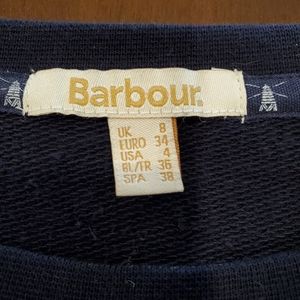 Barbour.
UK 8
EURO 34
USA 4
BL/FR 36
SPA 38